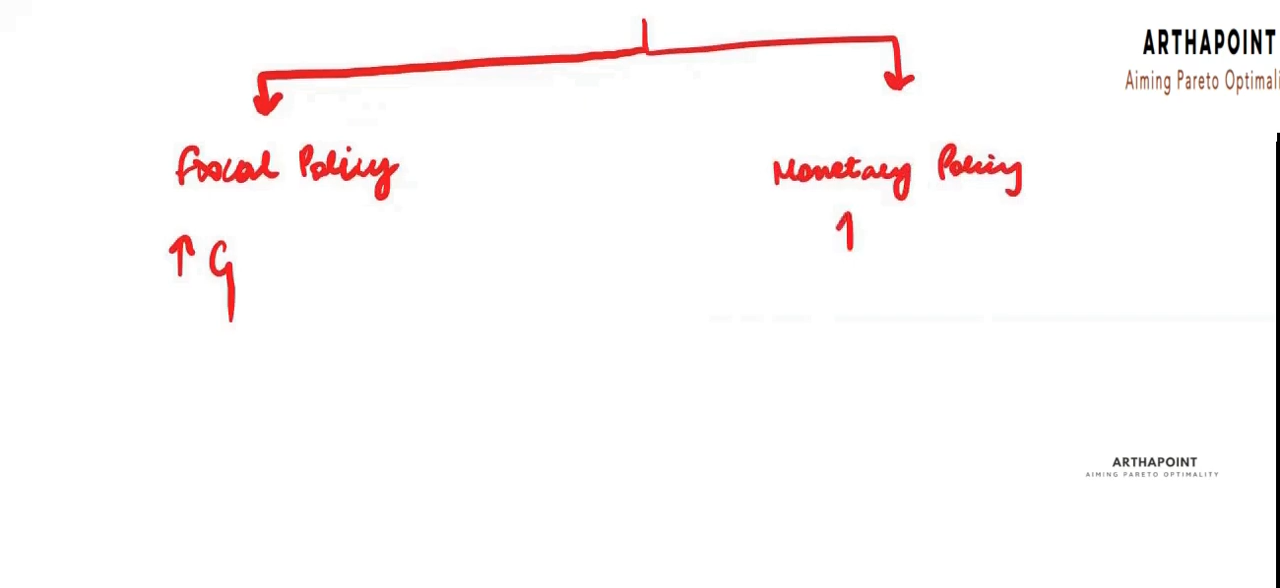 ARTHAPOINT
Aiming Pareto Optimali
Fiscal Policy
Monetary Policy
↑
↑ G
ARTHAPOINT
AIMING PARETO OPTIMALITY